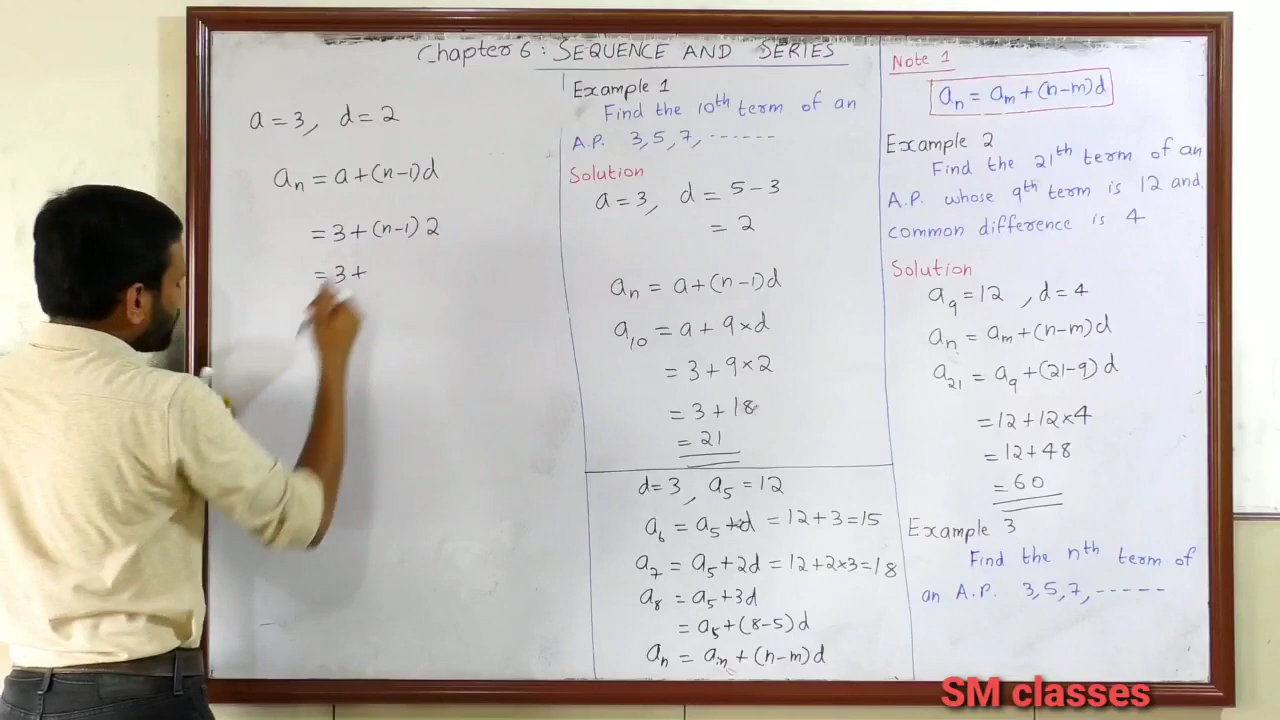 Chapter 6 : SEQUENCE AND SERIES
a = 3, d = 2
aₙ = a + (n-1)d
= 3 + (n-1) 2
= 3 +
Example 1
Find the 10th term of an
A.P. 3, 5, 7, ------
Solution
a = 3, d = 5 - 3
= 2
aₙ = a + (n-1)d
a₁₀ = a + 9×d
= 3 + 9×2
= 3 + 18
= 21
d = 3, a₅ = 12
a₆ = a₅ + d = 12 + 3 = 15
a₇ = a₅ + 2d = 12 + 2×3 = 18
a₈ = a₅ + 3d
= a₅ + (8-5)d
aₙ = aₘ + (n-m)d
Note 1
aₙ = aₘ + (n-m)d
Example 2
Find the 21th term of an
A.P. whose 9th term is 12 and
common difference is 4
Solution
a₉ = 12 , d = 4
aₙ = aₘ + (n-m)d
a₂₁ = a₉ + (21-9)d
= 12 + 12×4
= 12 + 48
= 60
Example 3
Find the nth term of
an A.P. 3, 5, 7, ------
SM classes